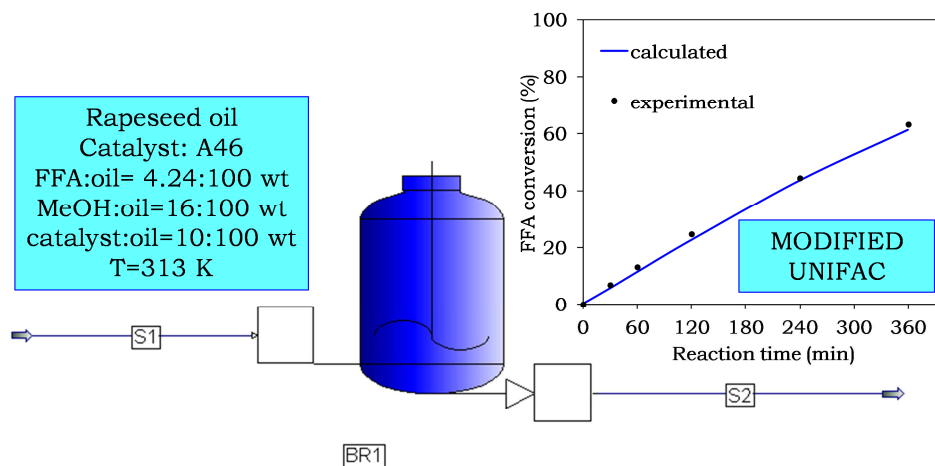 Rapeseed oil
Catalyst: A46
FFA:oil= 4.24:100 wt
MeOH:oil=16:100 wt
catalyst:oil=10:100 wt
T=313 K
S1
BR1
S2
FFA conversion (%)
100
80
60
40
20
0
calculated
experimental
MODIFIED
UNIFAC
0 60 120 180 240 300 360
Reaction time (min)